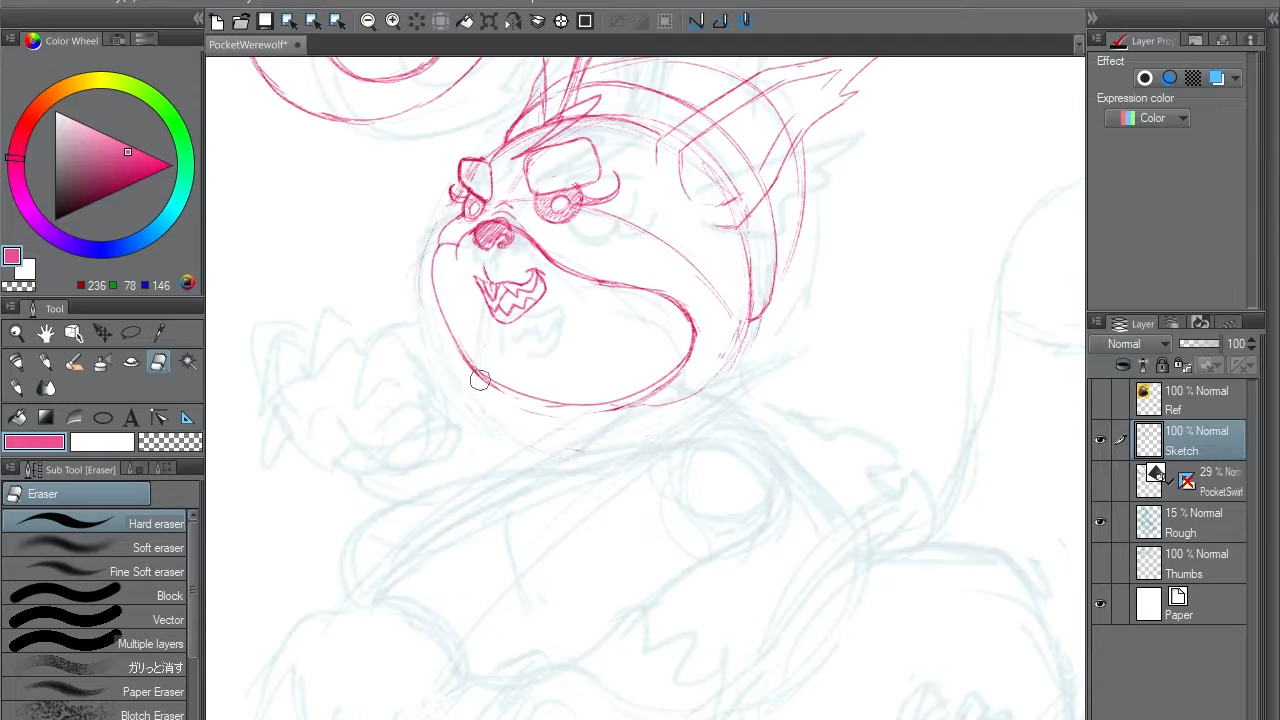 PocketWerewolf*
Color Wheel
Layer Prop
Effect
Expression color
Color
236 78 146
Tool
A
Sub Tool [Eraser]
Eraser
Hard eraser
Soft eraser
Fine Soft eraser
Block
Vector
Multiple layers
ガリっと消す
Paper Eraser
Blotch Eraser
Layer
Normal 100
100 % Normal
Ref
100 % Normal
Sketch
29 % Norr
PocketSwirl
15 % Normal
Rough
100 % Normal
Thumbs
Paper